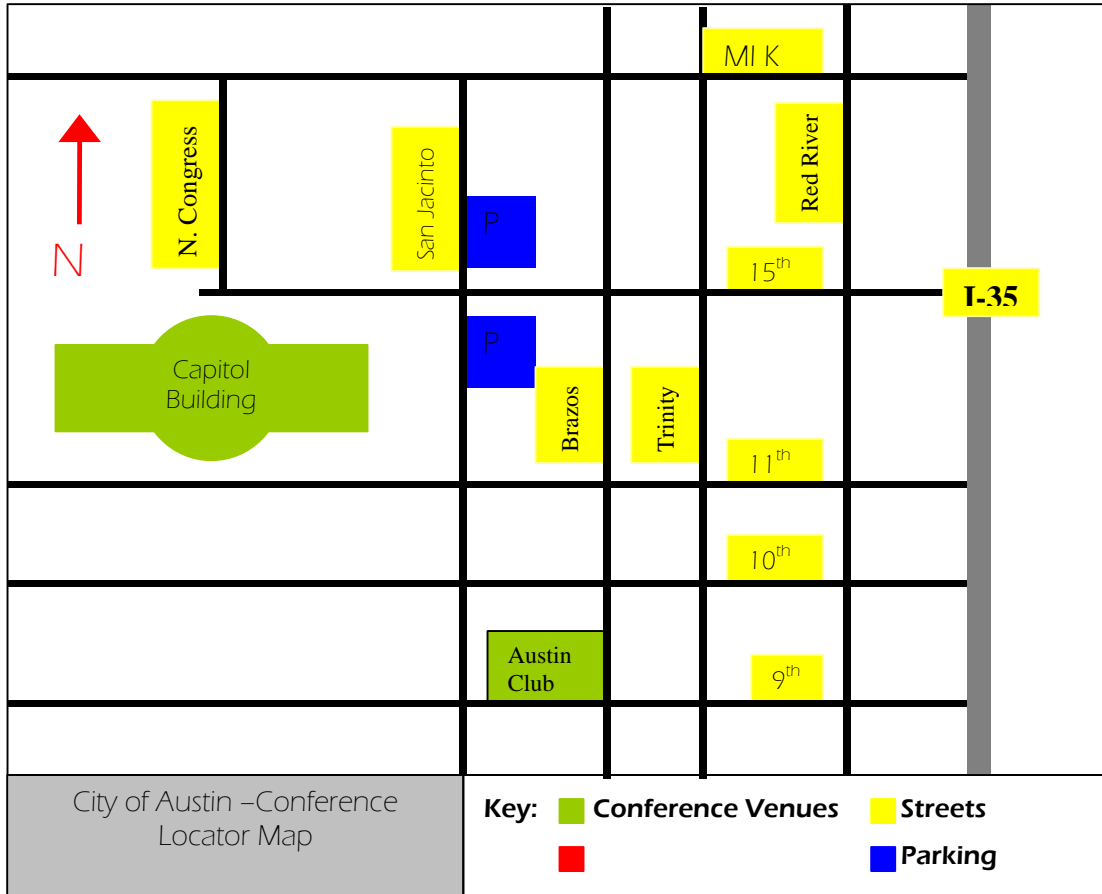 MLK
N. Congress
San Jacinto
Red River
P
N
15th
I-35
P
Capitol
Building
Brazos
Trinity
11th
10th
Austin
Club
9th
City of Austin –Conference
Locator Map
Key:
Conference Venues
Streets
Parking